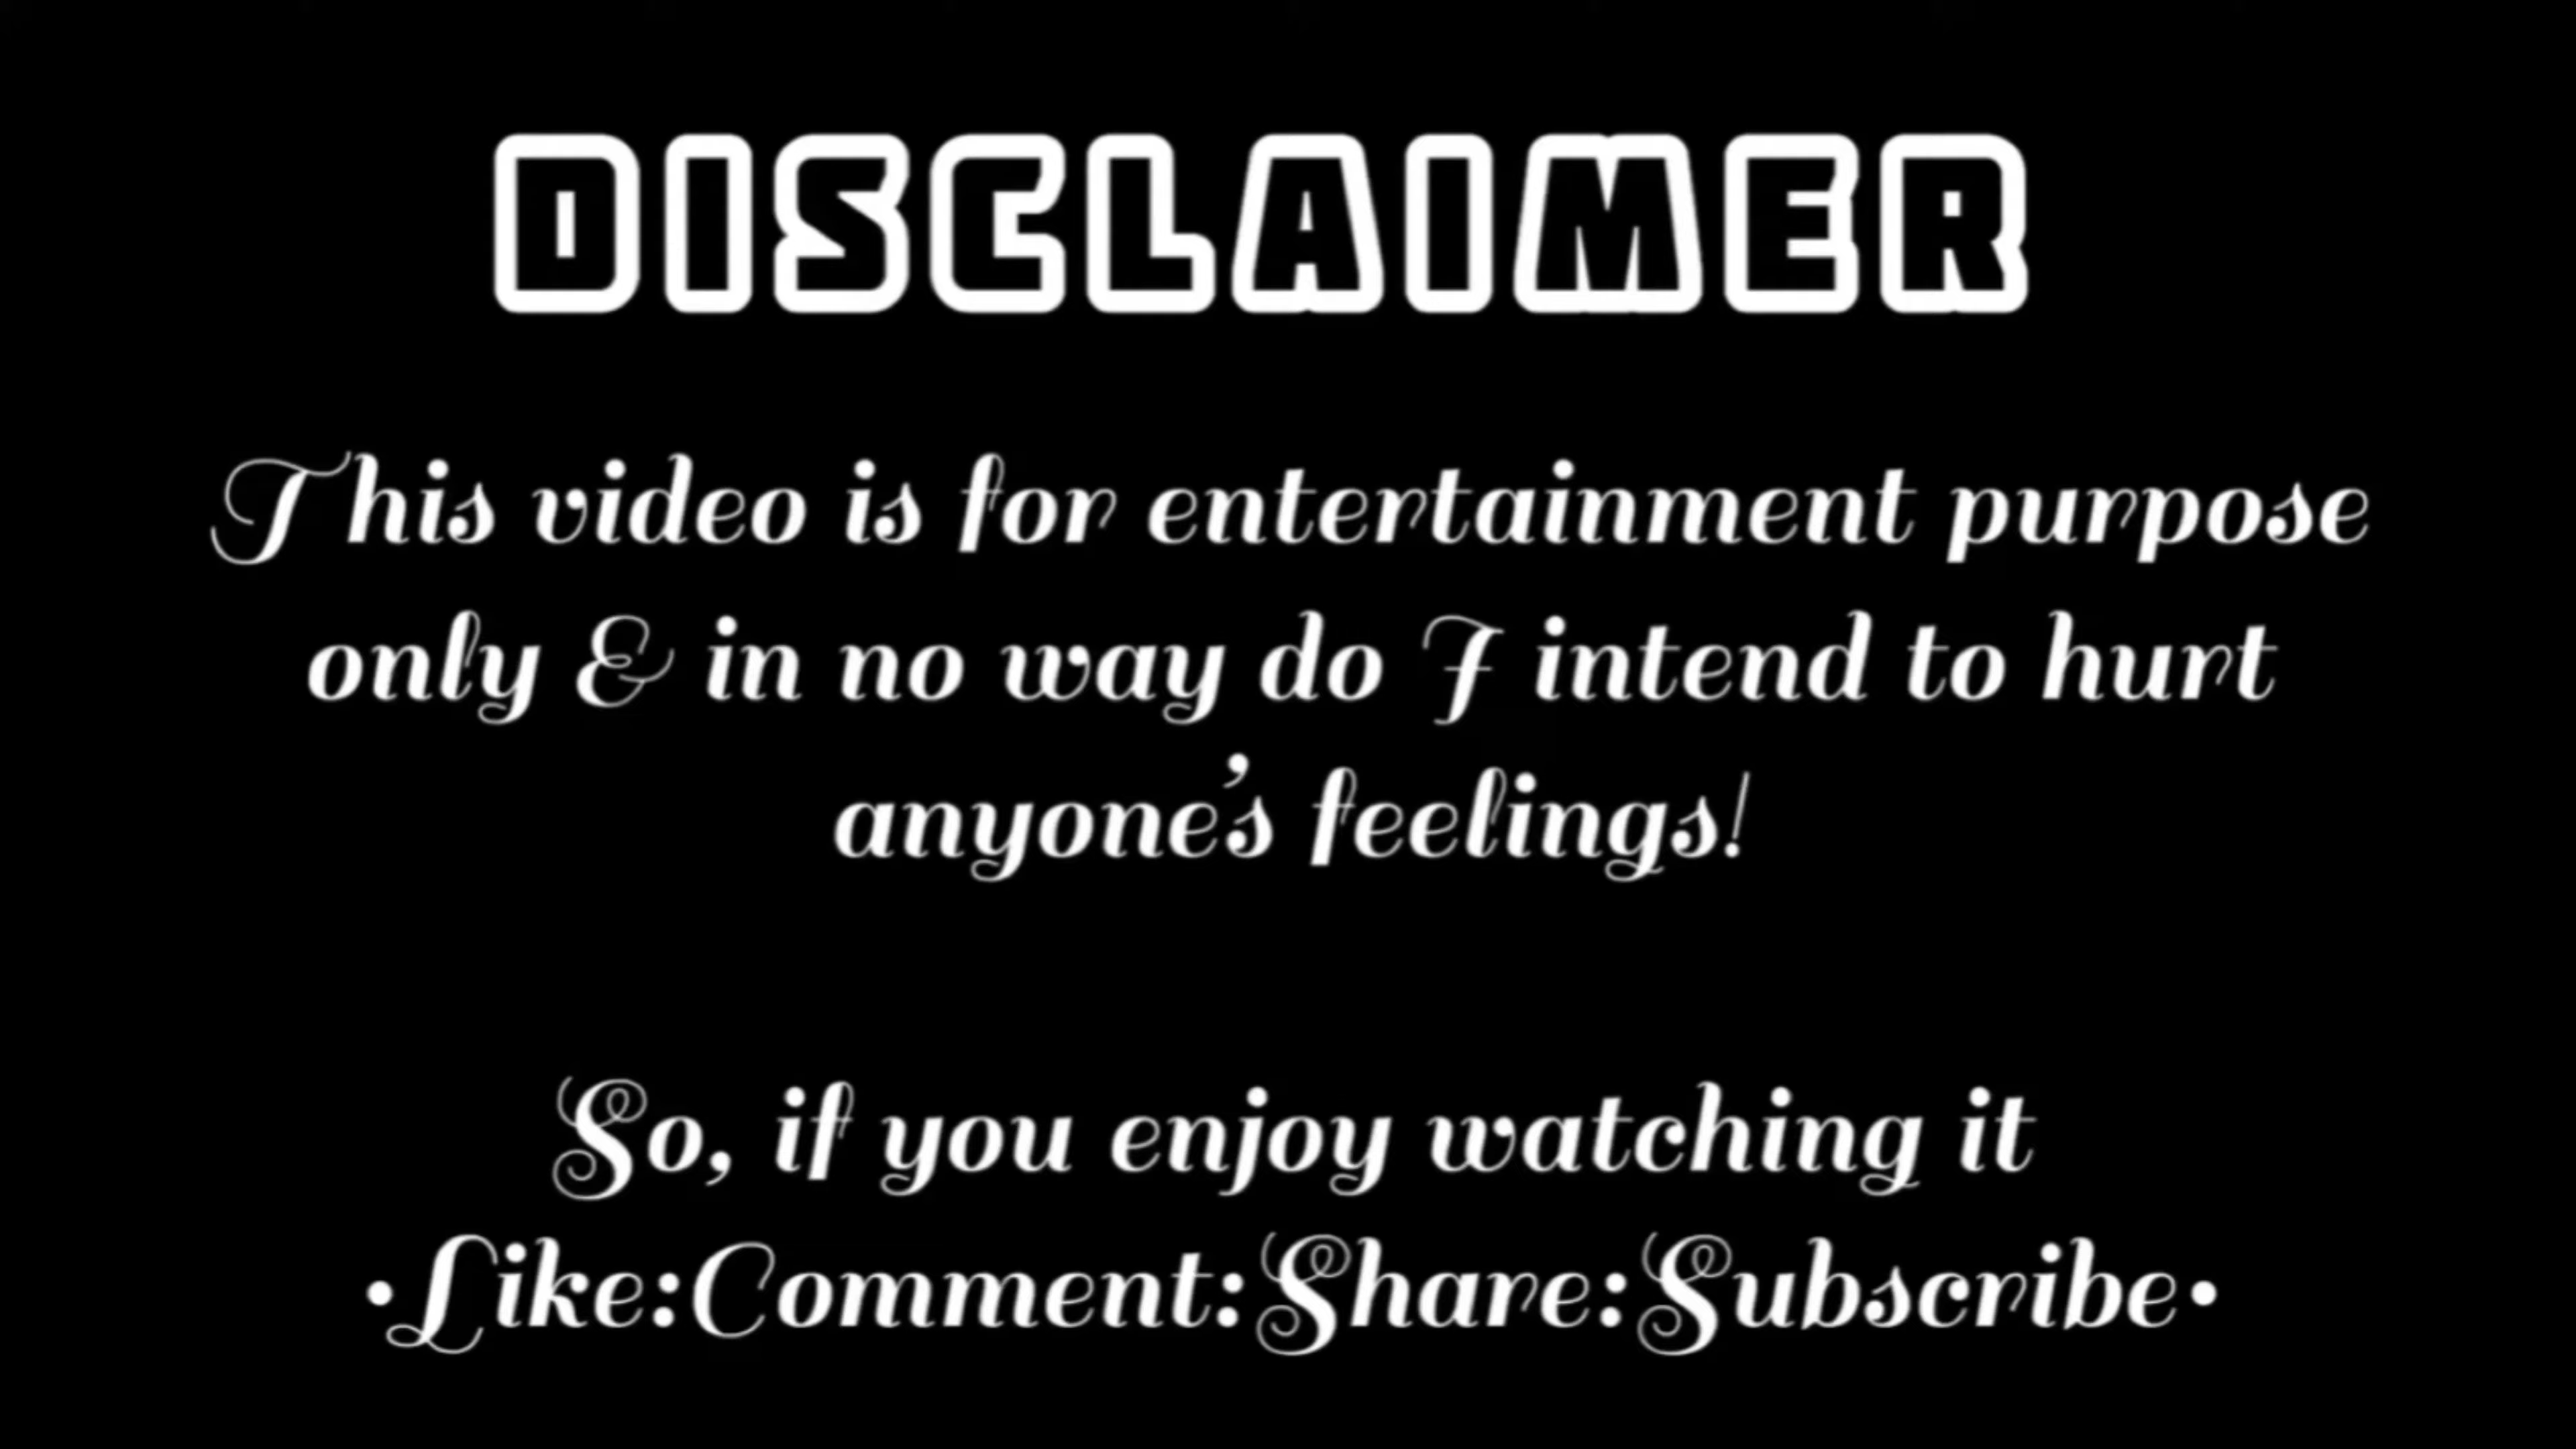 DISCLAIMER
This video is for entertainment purpose
only & in no way do I intend to hurt
anyone's feelings!
So, if you enjoy watching it
•Like:Comment:Share:Subscribe•